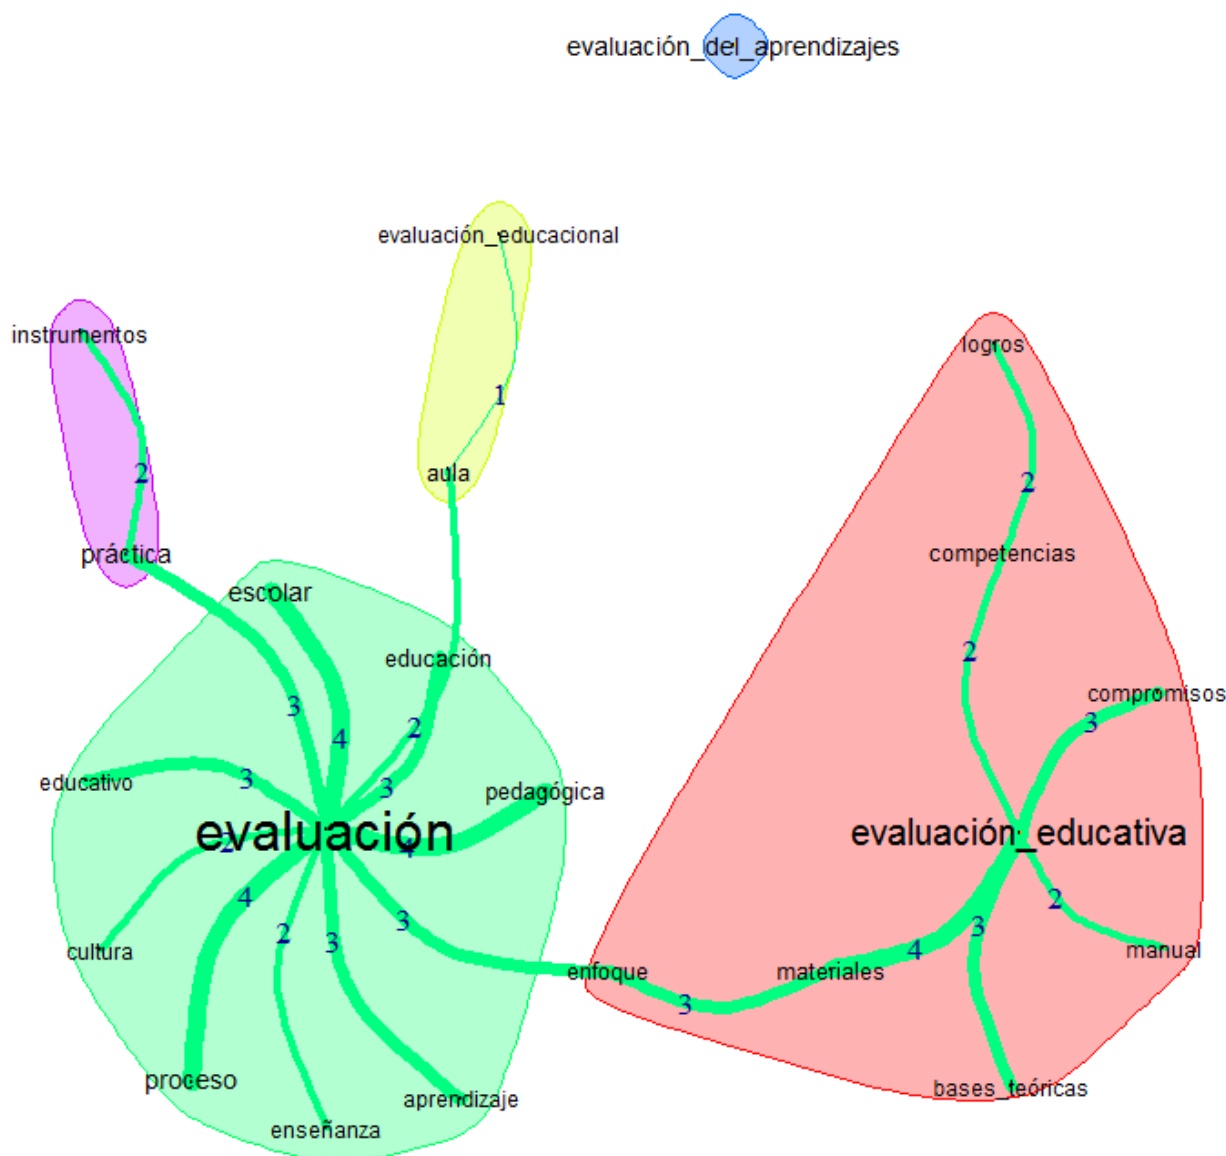 evaluación_del_aprendizajes
evaluación_educacional
instrumentos
logros
1
aula
2
2
práctica
competencias
escolar
2
educación
compromisos
3
3
2
4
educativo
3
3
pedagógica
evaluación
2
4
evaluación_educativa
4
3
2
3
2
3
4
cultura
manual
enfoque
materiales
3
proceso
aprendizaje
bases_teóricas
enseñanza